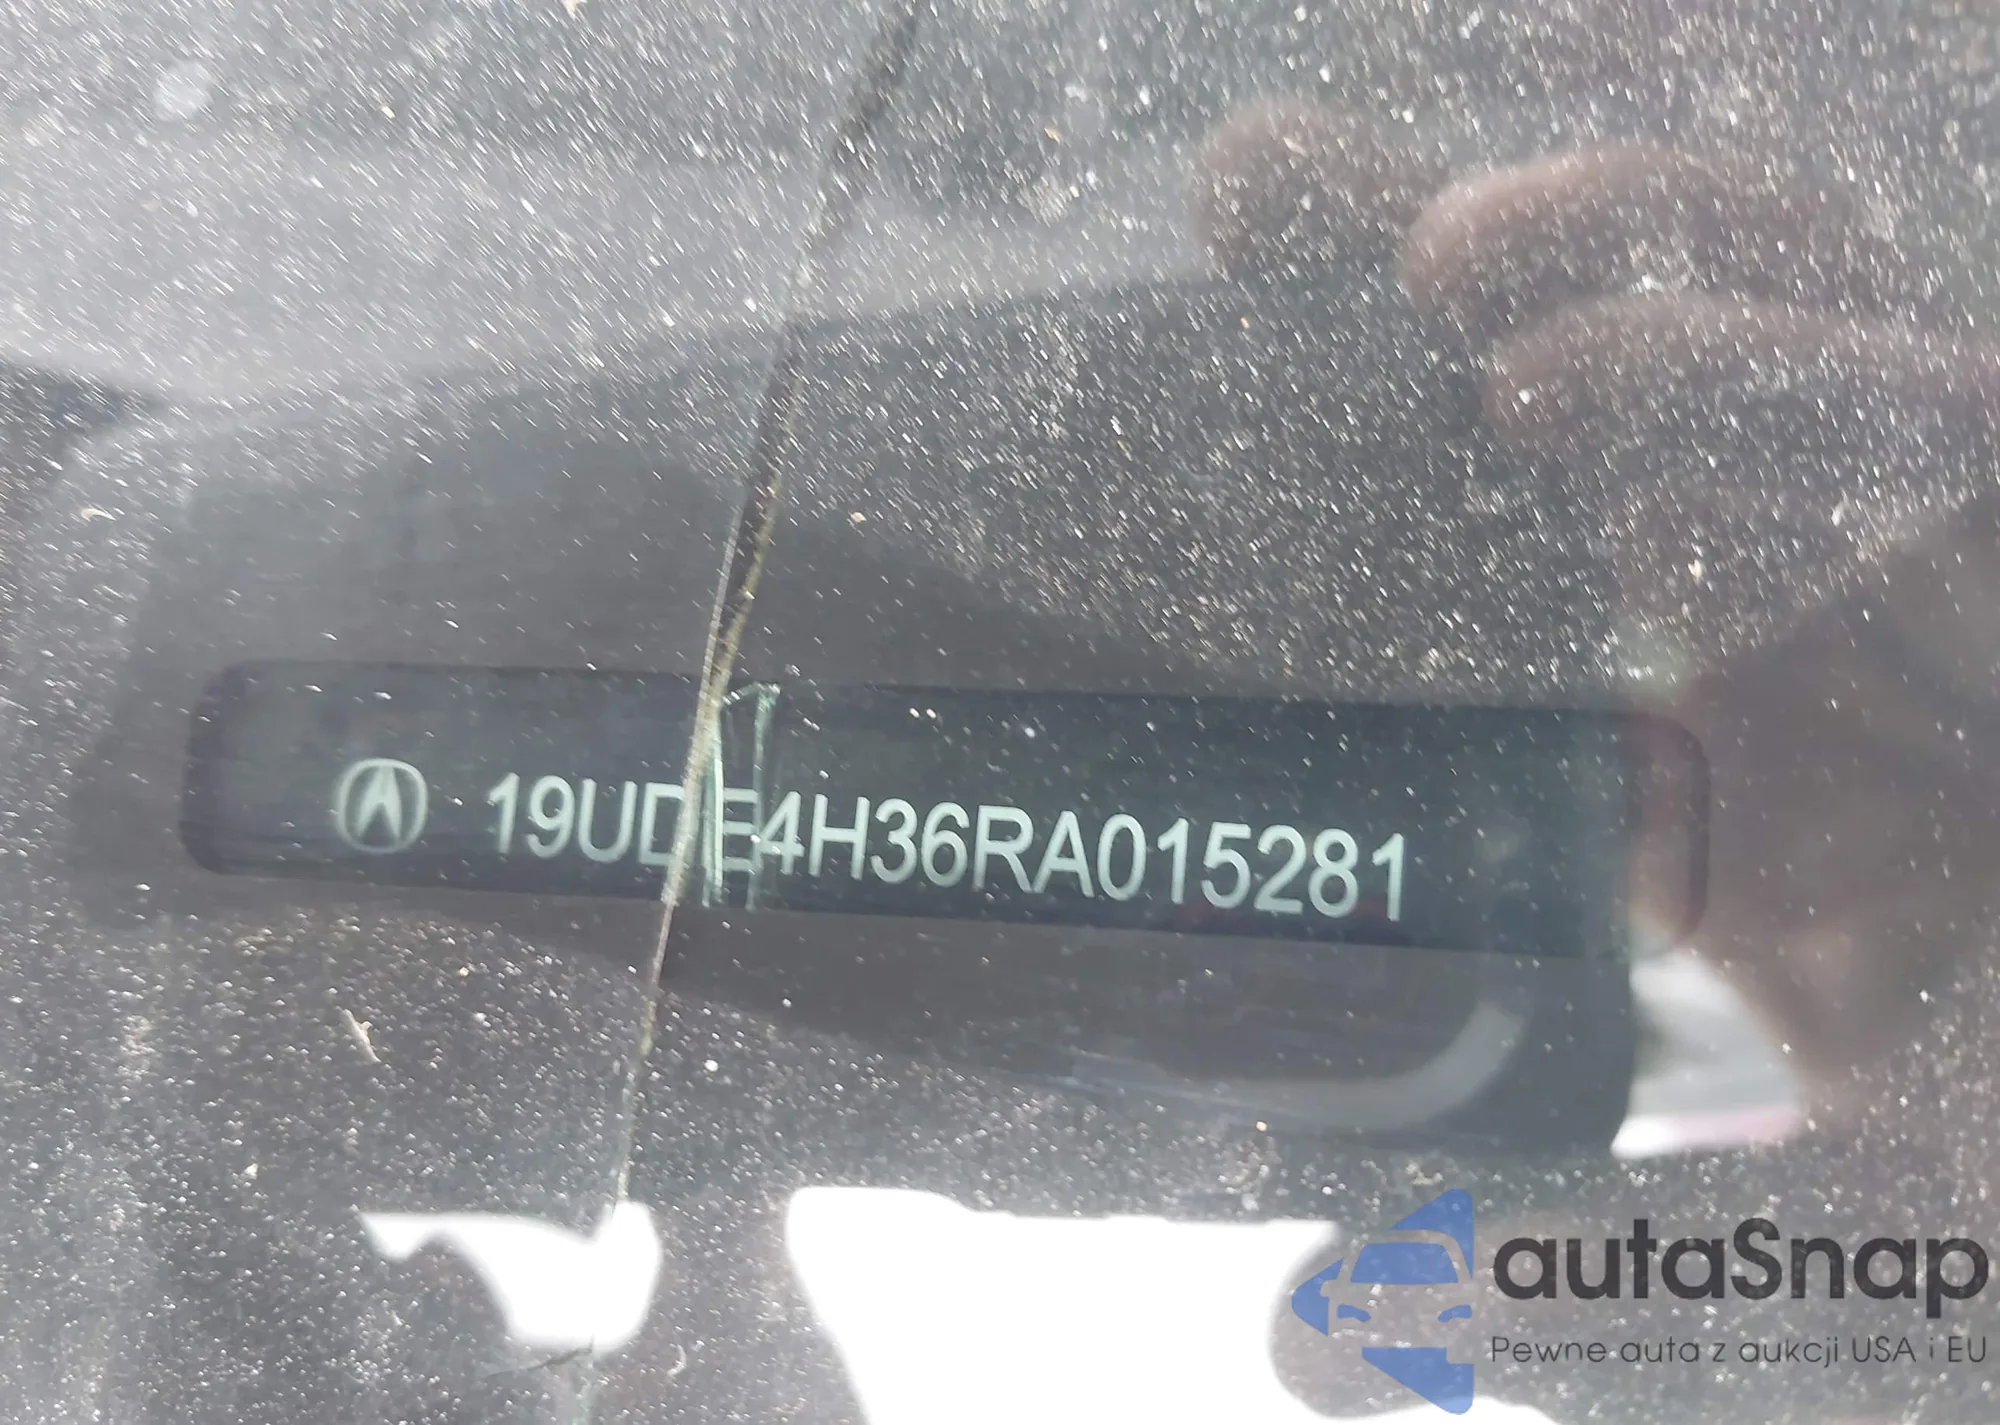 19UDE4H36RA015281
autaSnap
Pewne auta z aukcji USA i EU